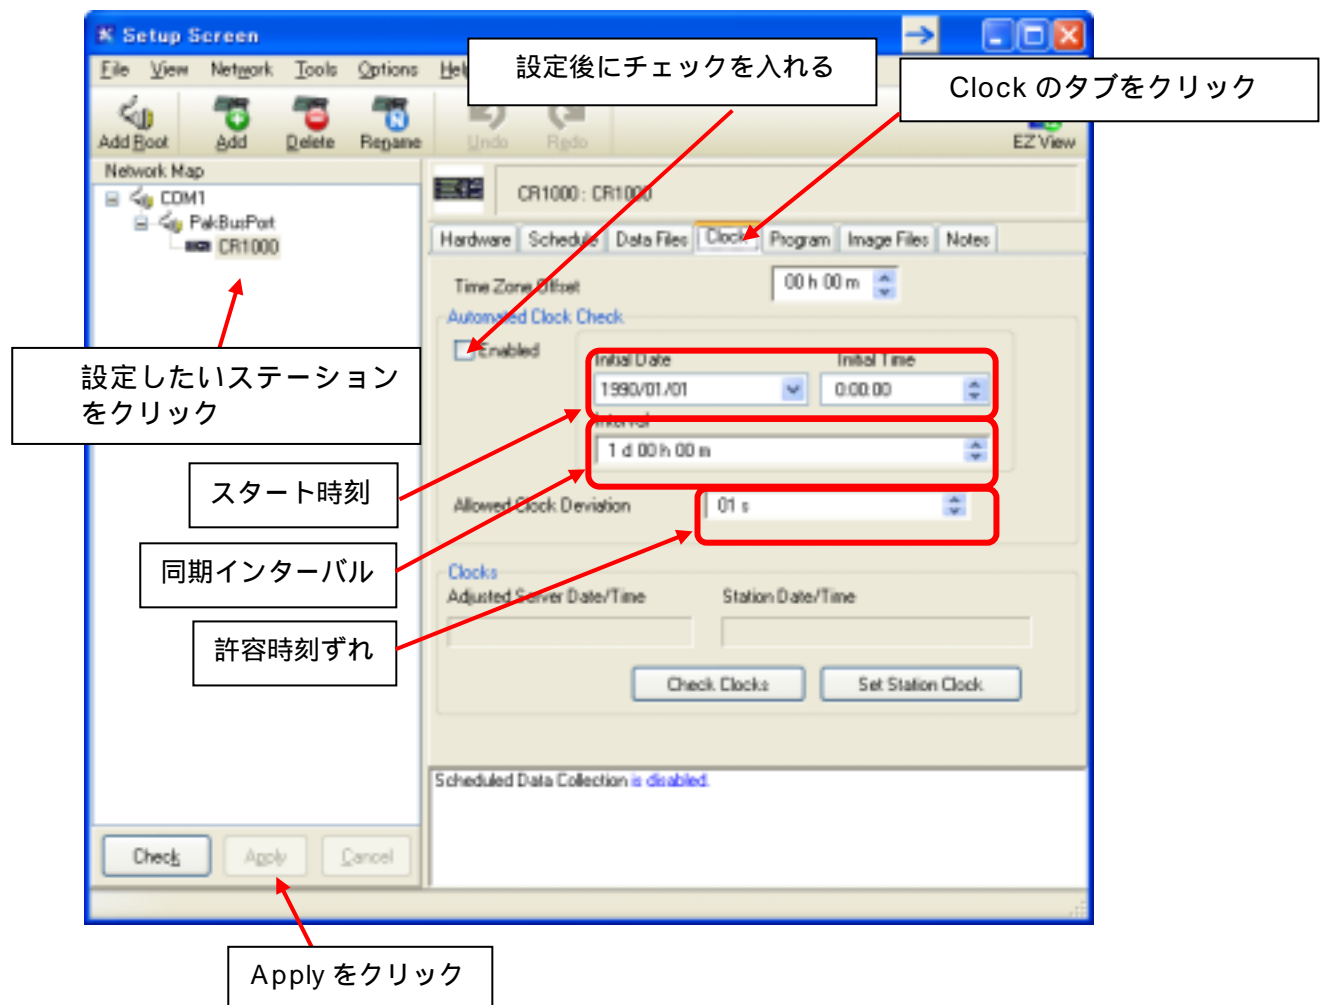 Setup Screen
設定後にチェックを入れる
Clock のタブをクリック
File View Network Tools Options
Add Root Add Delete Rename Undo Redo EZ View
Network Map
COM1
PakBusPort
CR1000
CR1000 : CR1000
Hardware Schedule Data Files Clock Program Image Files Notes
Time Zone Offset 00 h 00 m
Automated Clock Check
Enabled
Initial Date Initial Time
1990/01/01 0:00:00
Interval
1 d 00 h 00 m
Allowed Clock Deviation 01 s
設定したいステーション
をクリック
スタート時刻
同期インターバル
許容時刻ずれ
Clocks
Adjusted Server Date/Time Station Date/Time
Check Clocks Set Station Clock
Scheduled Data Collection is disabled.
Check Apply Cancel
Apply をクリック